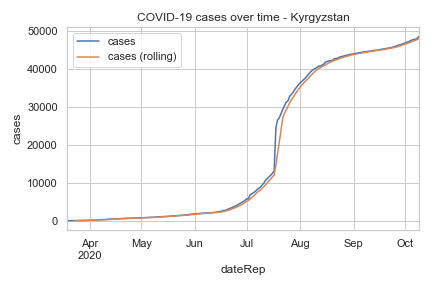 COVID-19 cases over time - Kyrgyzstan
cases
cases (rolling)
50000
40000
30000
20000
10000
0
cases
Apr
2020
May
Jun
Jul
Aug
Sep
Oct
dateRep